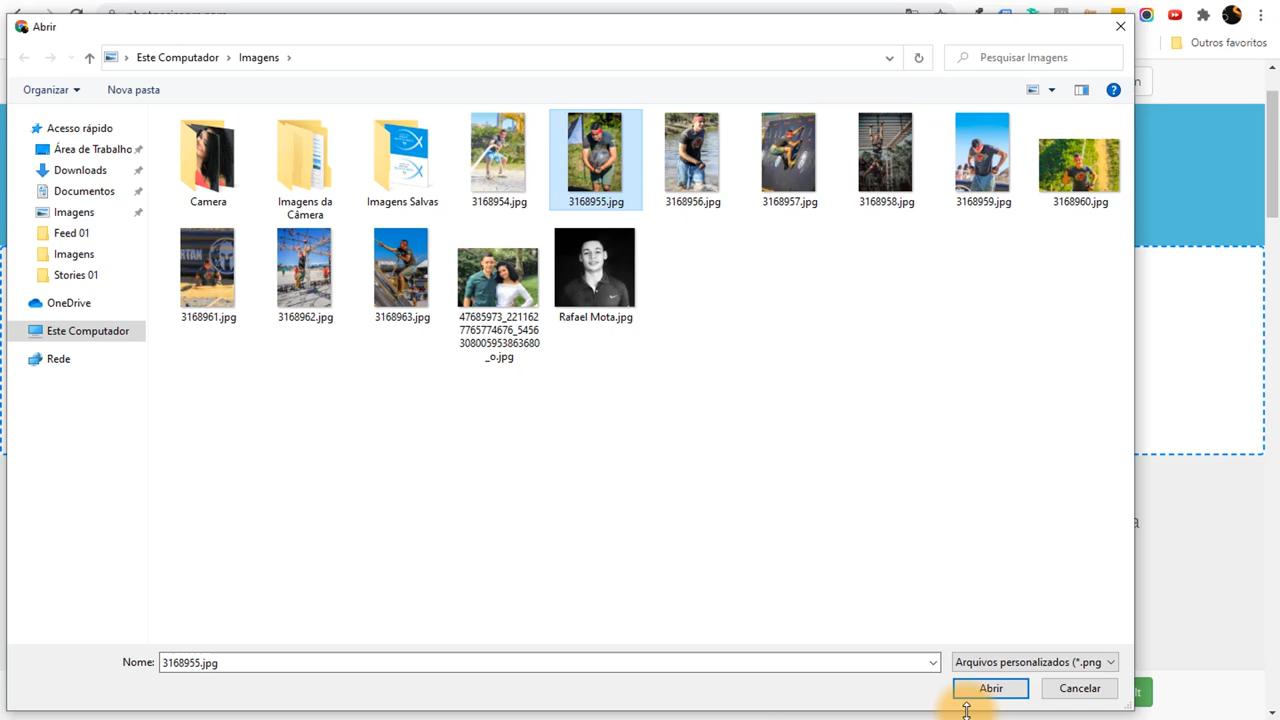 Abrir
Este Computador
Imagens
Pesquisar Imagens
Outros favoritos
Organizar
Nova pasta
Acesso rápido
Área de Trabalho
Downloads
Documentos
Imagens
Feed 01
Imagens
Stories 01
OneDrive
Este Computador
Rede
Camera
Imagens da
Câmera
Imagens Salvas
3168954.jpg
3168955.jpg
3168956.jpg
3168957.jpg
3168958.jpg
3168959.jpg
3168960.jpg
3168961.jpg
3168962.jpg
3168963.jpg
47685973_221162
7765774676_5456
308005953863680
_o.jpg
Rafael Mota.jpg
Nome:
3168955.jpg
Arquivos personalizados (*.png
Abrir
Cancelar